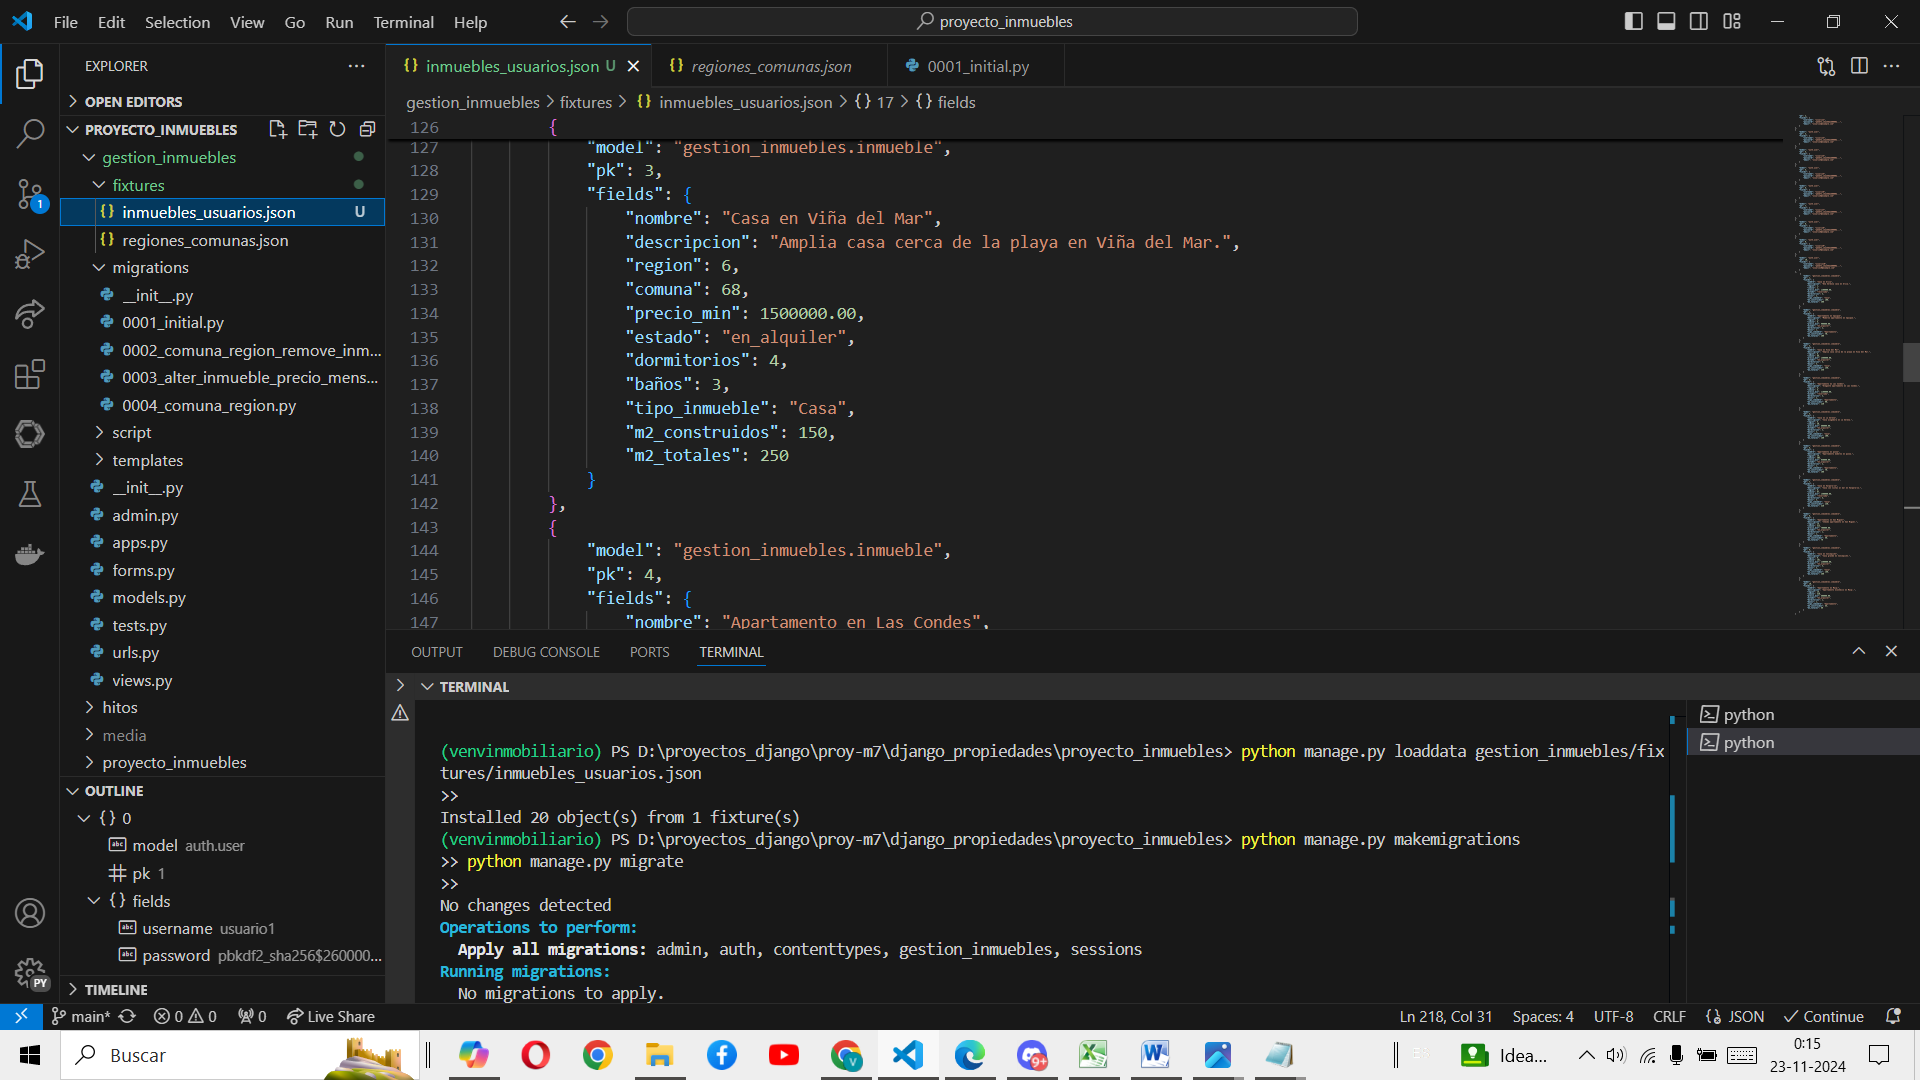 File Edit Selection View Go Run Terminal Help
proyecto_inmuebles
EXPLORER
OPEN EDITORS
PROYECTO_INMUEBLES
gestion_inmuebles
fixtures
inmuebles_usuarios.json U
regiones_comunas.json
migrations
__init__.py
0001_initial.py
0002_comuna_region_remove_inm...
0003_alter_inmueble_precio_mens...
0004_comuna_region.py
script
templates
__init__.py
admin.py
apps.py
forms.py
models.py
tests.py
urls.py
views.py
hitos
media
proyecto_inmuebles
OUTLINE
{} 0
model auth.user
pk 1
{} fields
username usuario1
password pbkdf2_sha256$260000...
TIMELINE
1
PY
inmuebles_usuarios.json U
regiones_comunas.json
0001_initial.py
gestion_inmuebles > fixtures > {} inmuebles_usuarios.json > {} 17 > {} fields
126 {
127 "model": "gestion_inmuebles.inmueble",
128 "pk": 3,
129 "fields": {
130 "nombre": "Casa en Viña del Mar",
131 "descripcion": "Amplia casa cerca de la playa en Viña del Mar.",
132 "region": 6,
133 "comuna": 68,
134 "precio_min": 1500000.00,
135 "estado": "en_alquiler",
136 "dormitorios": 4,
137 "baños": 3,
138 "tipo_inmueble": "Casa",
139 "m2_construidos": 150,
140 "m2_totales": 250
141 }
142 },
143 {
144 "model": "gestion_inmuebles.inmueble",
145 "pk": 4,
146 "fields": {
147 "nombre": "Apartamento en Las Condes",
OUTPUT DEBUG CONSOLE PORTS TERMINAL
TERMINAL
(venvinmobiliario) PS D:\proyectos_django\proy-m7\django_propiedades\proyecto_inmuebles> python manage.py loaddata gestion_inmuebles/fix
tures/inmuebles_usuarios.json
>>
Installed 20 object(s) from 1 fixture(s)
(venvinmobiliario) PS D:\proyectos_django\proy-m7\django_propiedades\proyecto_inmuebles> python manage.py makemigrations
>> python manage.py migrate
>>
No changes detected
Operations to perform:
Apply all migrations: admin, auth, contenttypes, gestion_inmuebles, sessions
Running migrations:
No migrations to apply.
python
python
main* 0 0 0 Live Share
Ln 218, Col 31 Spaces: 4 UTF-8 CRLF {} JSON Continue
Buscar
9+
Idea...
0:15
23-11-2024